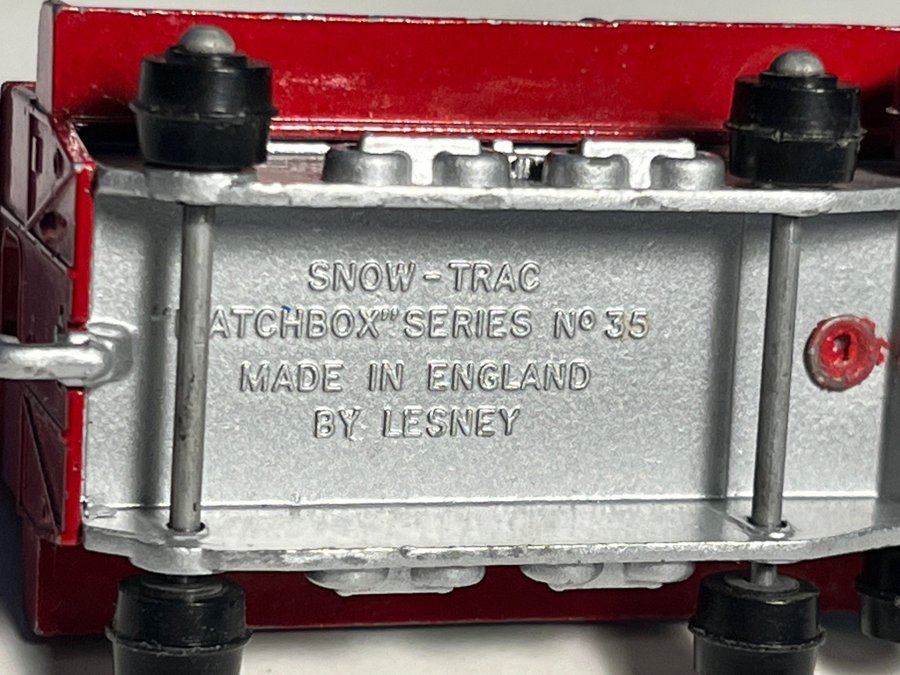 SNOW-TRAC
ATCHBOX" SERIES Nº 35
MADE IN ENGLAND
BY LESNEY